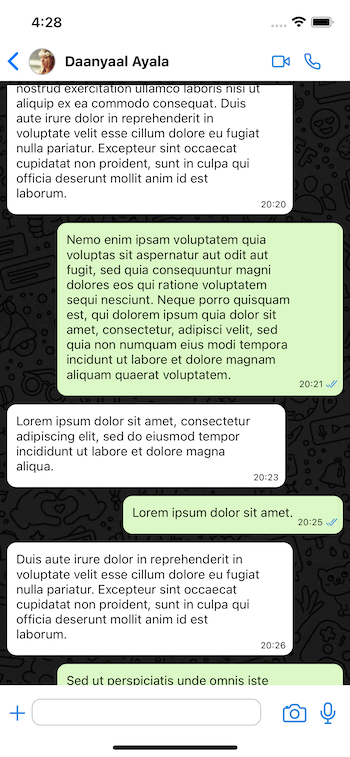 4:28
Daanyaal Ayala
nostrud exercitation ullamco laboris nisi ut
aliquip ex ea commodo consequat. Duis
aute irure dolor in reprehenderit in
voluptate velit esse cillum dolore eu fugiat
nulla pariatur. Excepteur sint occaecat
cupidatat non proident, sunt in culpa qui
officia deserunt mollit anim id est
laborum.
20:20
Nemo enim ipsam voluptatem quia
voluptas sit aspernatur aut odit aut
fugit, sed quia consequuntur magni
dolores eos qui ratione voluptatem
sequi nesciunt. Neque porro quisquam
est, qui dolorem ipsum quia dolor sit
amet, consectetur, adipisci velit, sed
quia non numquam eius modi tempora
incidunt ut labore et dolore magnam
aliquam quaerat voluptatem.
20:21
Lorem ipsum dolor sit amet, consectetur
adipiscing elit, sed do eiusmod tempor
incididunt ut labore et dolore magna
aliqua.
20:23
Lorem ipsum dolor sit amet.
20:25
Duis aute irure dolor in reprehenderit in
voluptate velit esse cillum dolore eu fugiat
nulla pariatur. Excepteur sint occaecat
cupidatat non proident, sunt in culpa qui
officia deserunt mollit anim id est
laborum.
20:26
Sed ut perspiciatis unde omnis iste